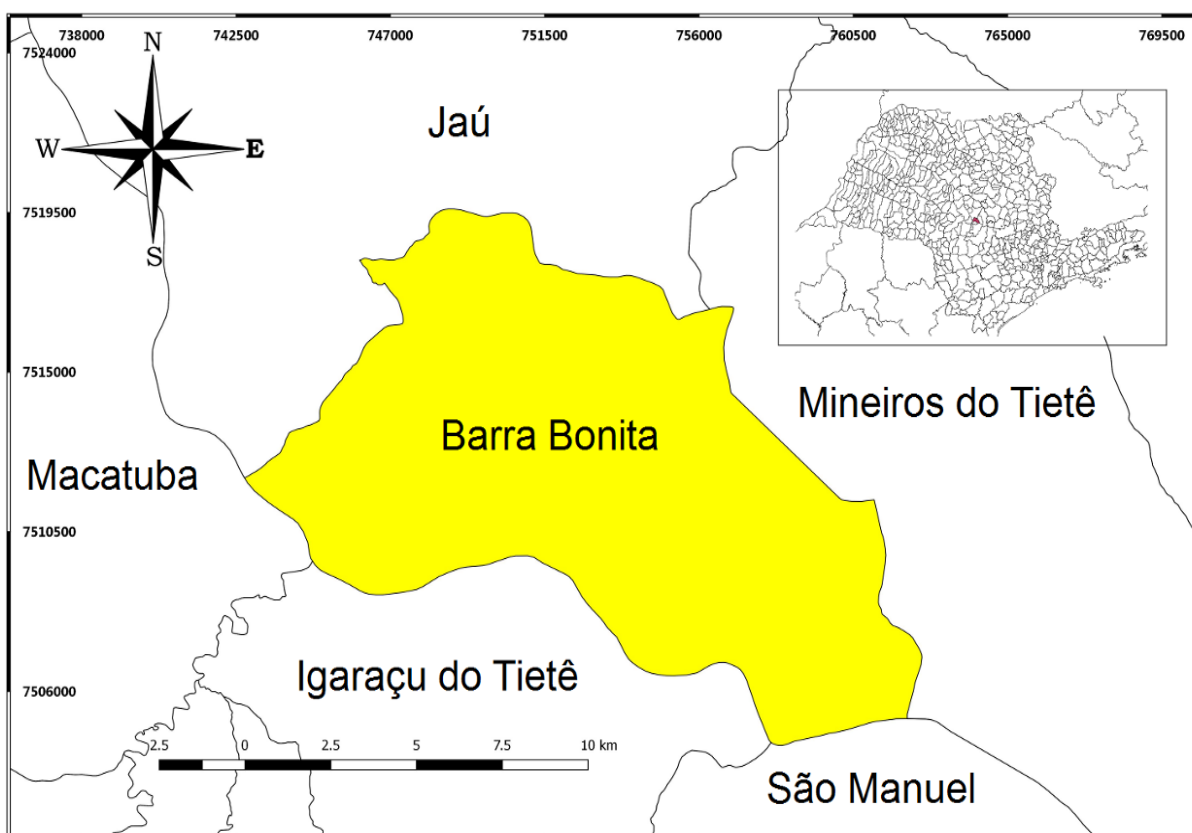 738000 742500 747000 751500 756000 760500 765000 769500
7524000
N
Jaú
W E
7519500
S
7515000
Mineiros do Tietê
Barra Bonita
Macatuba
7510500
Igaraçu do Tietê
7506000
2.5 0 2.5 5 7.5 10 km
São Manuel